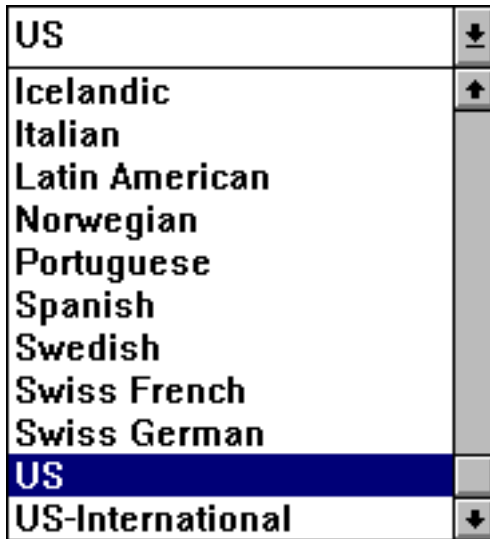 US
Icelandic
Italian
Latin American
Norwegian
Portuguese
Spanish
Swedish
Swiss French
Swiss German
US
US-International